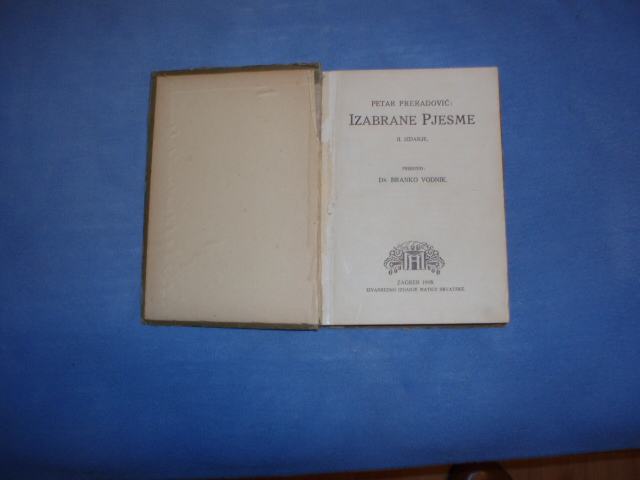 PETAR PRERADOVIĆ:
IZABRANE PJESME
II. IZDANJE.
PRIREDIO:
DR. BRANKO VODNIK.
ZAGREB
IZVANREDNO IZDANJE MATICE HRVATSKE.